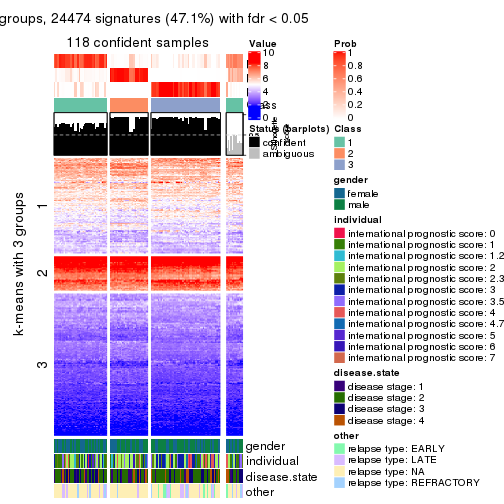 groups, 24474 signatures (47.1%) with fdr < 0.05
118 confident samples
k-means with 3 groups
1
2
3
gender
individual
disease.state
other
Value
10
8
6
4
2
0
Status (barplots)
confident
ambiguous
Prob
1
0.8
0.6
0.4
0.2
0
Class
1
2
3
gender
female
male
individual
international prognostic score: 0
international prognostic score: 1
international prognostic score: 1.2
international prognostic score: 2
international prognostic score: 2.3
international prognostic score: 3
international prognostic score: 3.5
international prognostic score: 4
international prognostic score: 4.7
international prognostic score: 5
international prognostic score: 6
international prognostic score: 7
disease.state
disease stage: 1
disease stage: 2
disease stage: 3
disease stage: 4
other
relapse type: EARLY
relapse type: LATE
relapse type: NA
relapse type: REFRACTORY